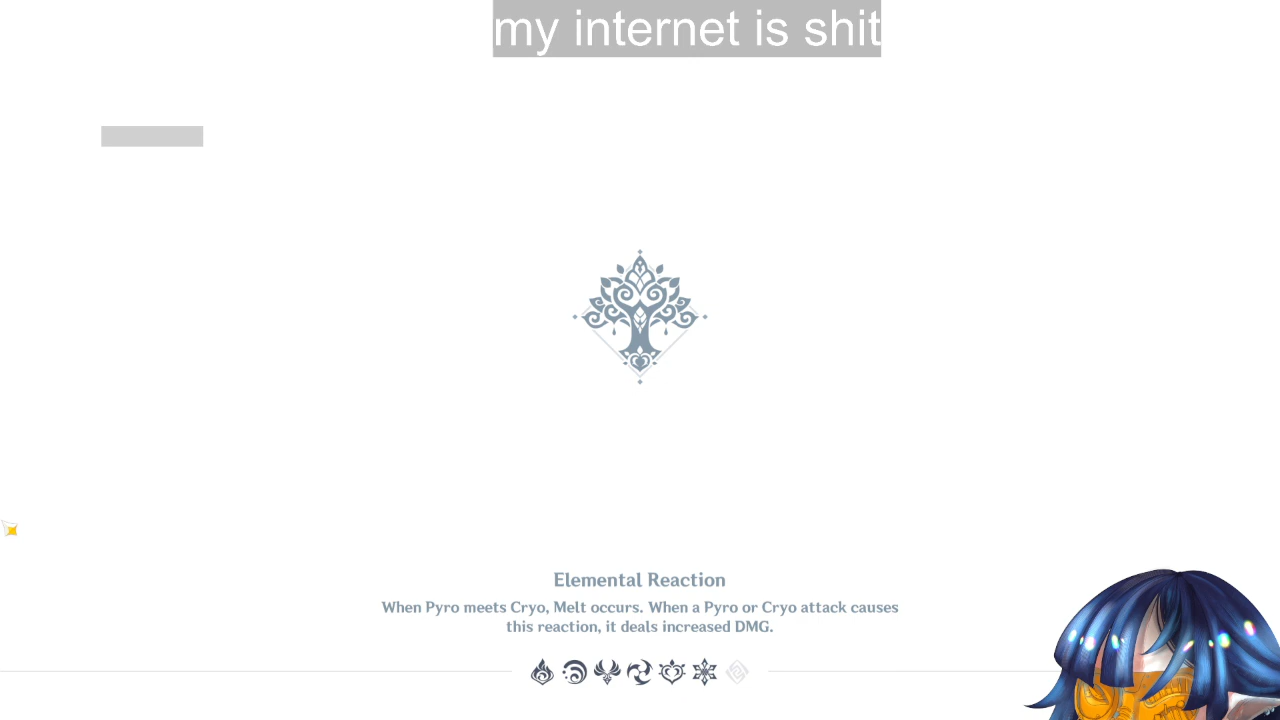 my internet is shit
Elemental Reaction
When Pyro meets Cryo, Melt occurs. When a Pyro or Cryo attack causes
this reaction, it deals increased DMG.